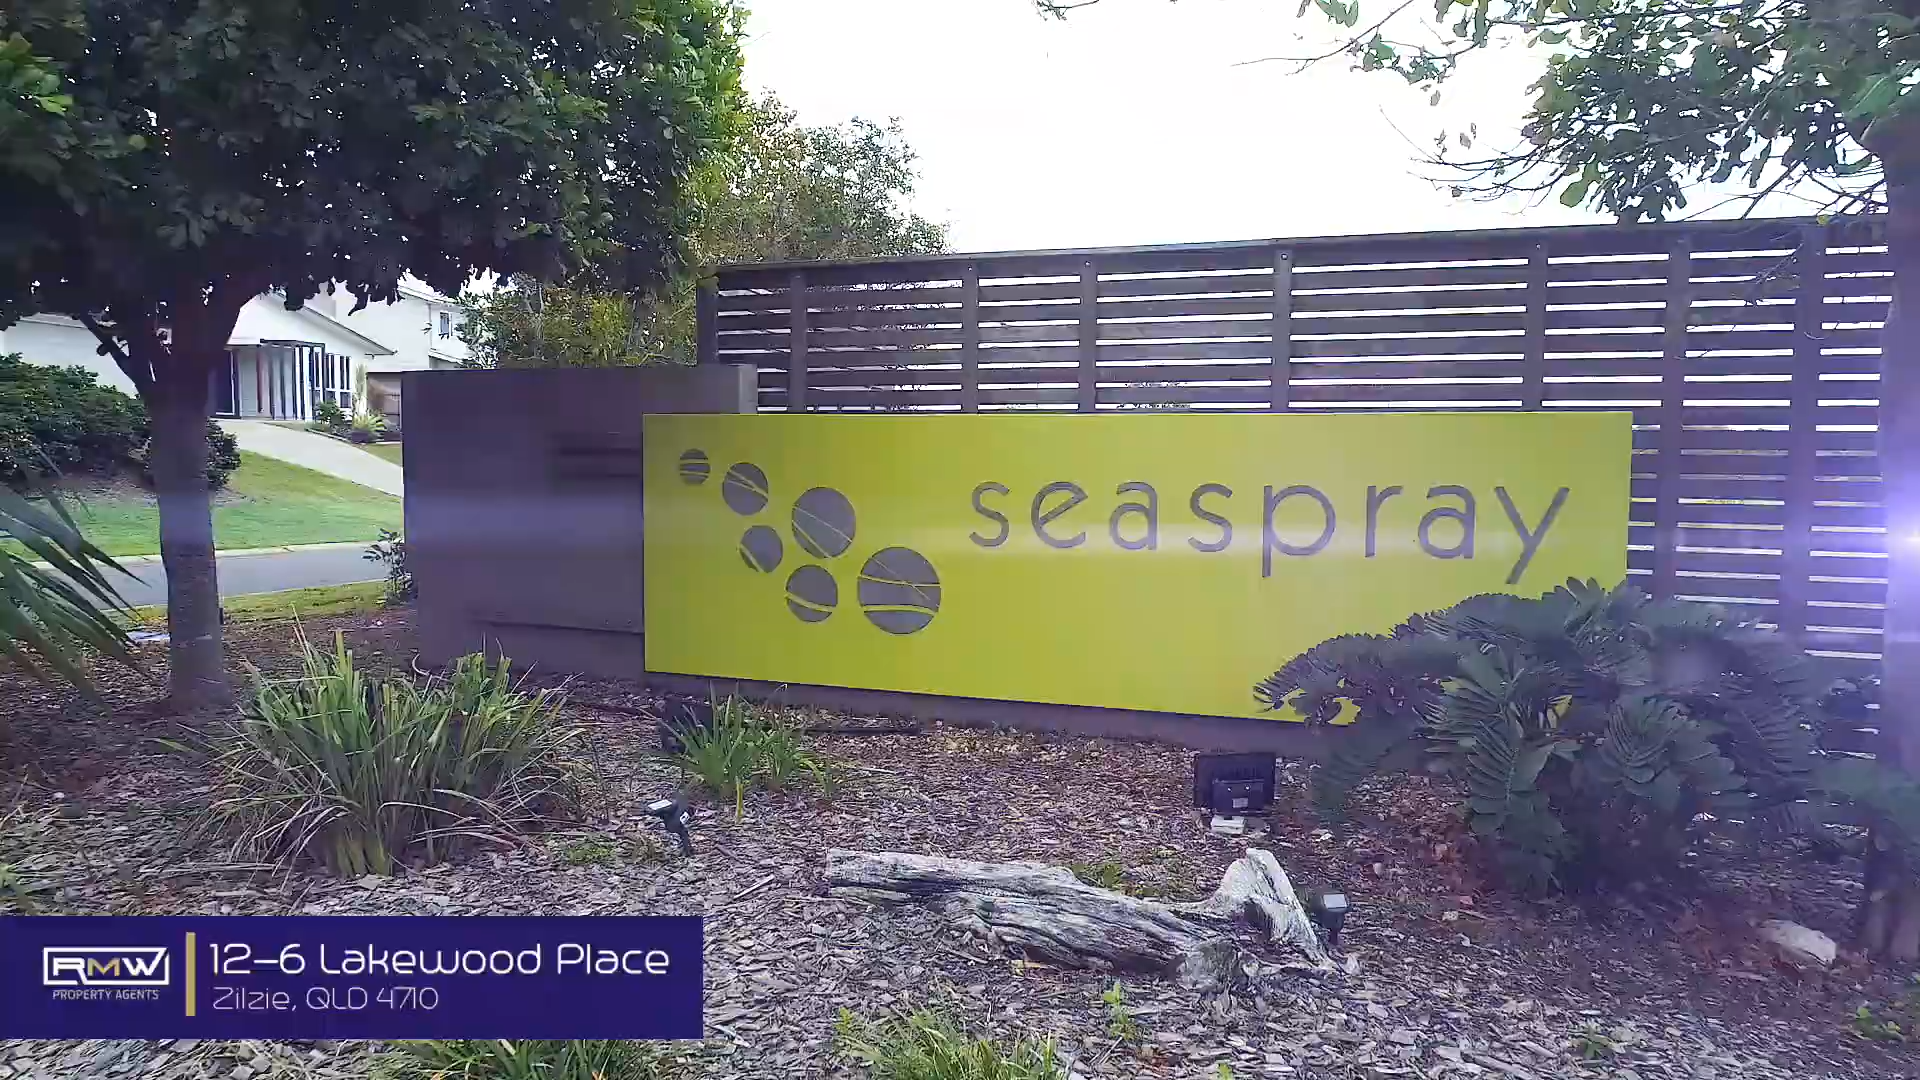 seaspray
RMW
PROPERTY AGENTS
12-6 Lakewood Place
Zilzie, QLD 4710